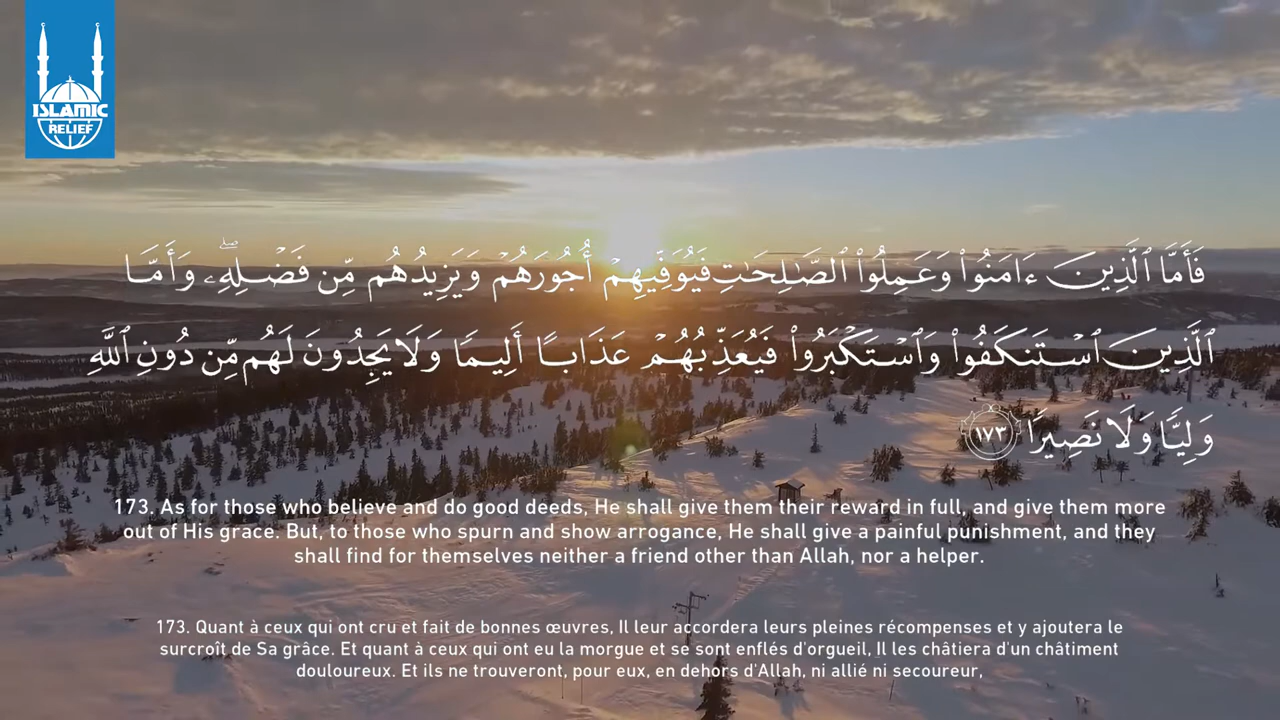 ISLAMIC
RELIEF
فَأَمَّا ٱلَّذِينَ ءَامَنُوا۟ وَعَمِلُوا۟ ٱلصَّـٰلِحَـٰتِ فَيُوَفِّيهِمْ أُجُورَهُمْ وَيَزِيدُهُم مِّن فَضْلِهِۦ ۖ وَأَمَّا
ٱلَّذِينَ ٱسْتَنكَفُوا۟ وَٱسْتَكْبَرُوا۟ فَيُعَذِّبُهُمْ عَذَابًا أَلِيمًا وَلَا يَجِدُونَ لَهُم مِّن دُونِ ٱللَّهِ
وَلِيًّا وَلَا نَصِيرًا ١٧٣
173. As for those who believe and do good deeds, He shall give them their reward in full, and give them more
out of His grace. But, to those who spurn and show arrogance, He shall give a painful punishment, and they
shall find for themselves neither a friend other than Allah, nor a helper.
173. Quant à ceux qui ont cru et fait de bonnes œuvres, Il leur accordera leurs pleines récompenses et y ajoutera le
surcroît de Sa grâce. Et quant à ceux qui ont eu la morgue et se sont enflés d'orgueil, Il les châtiera d'un châtiment
douloureux. Et ils ne trouveront, pour eux, en dehors d'Allah, ni allié ni secoureur,